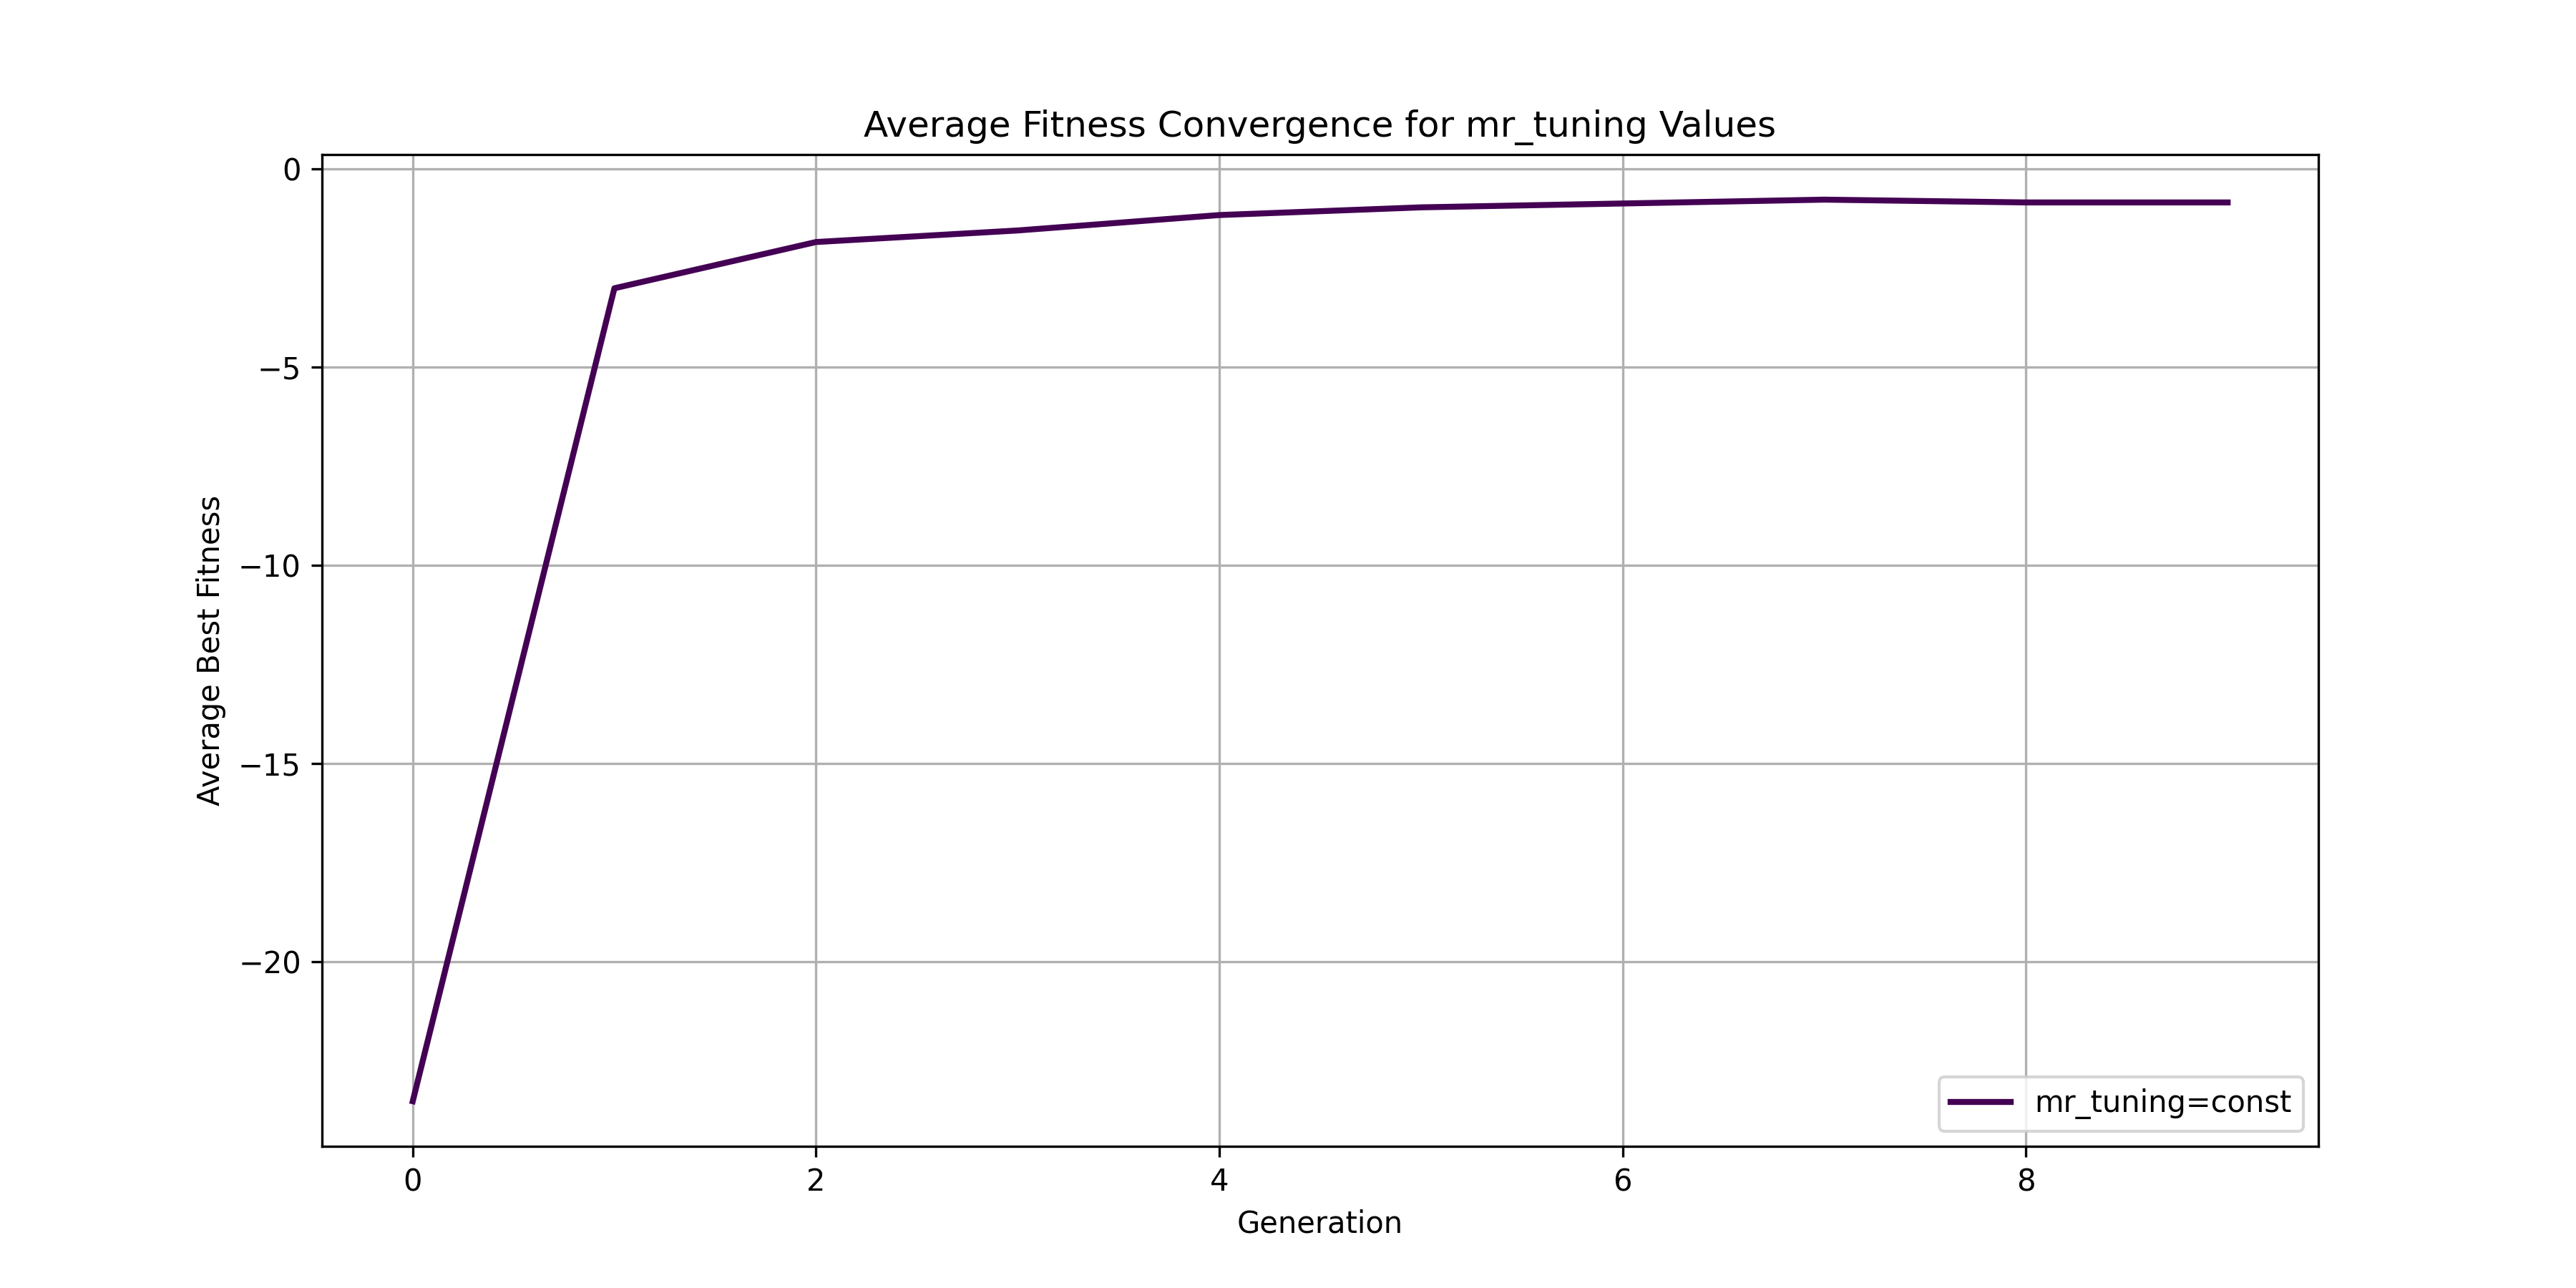 Average Fitness Convergence for mr_tuning Values
0
−5
−10
−15
−20
Average Best Fitness
mr_tuning=const
0 2 4 6 8
Generation